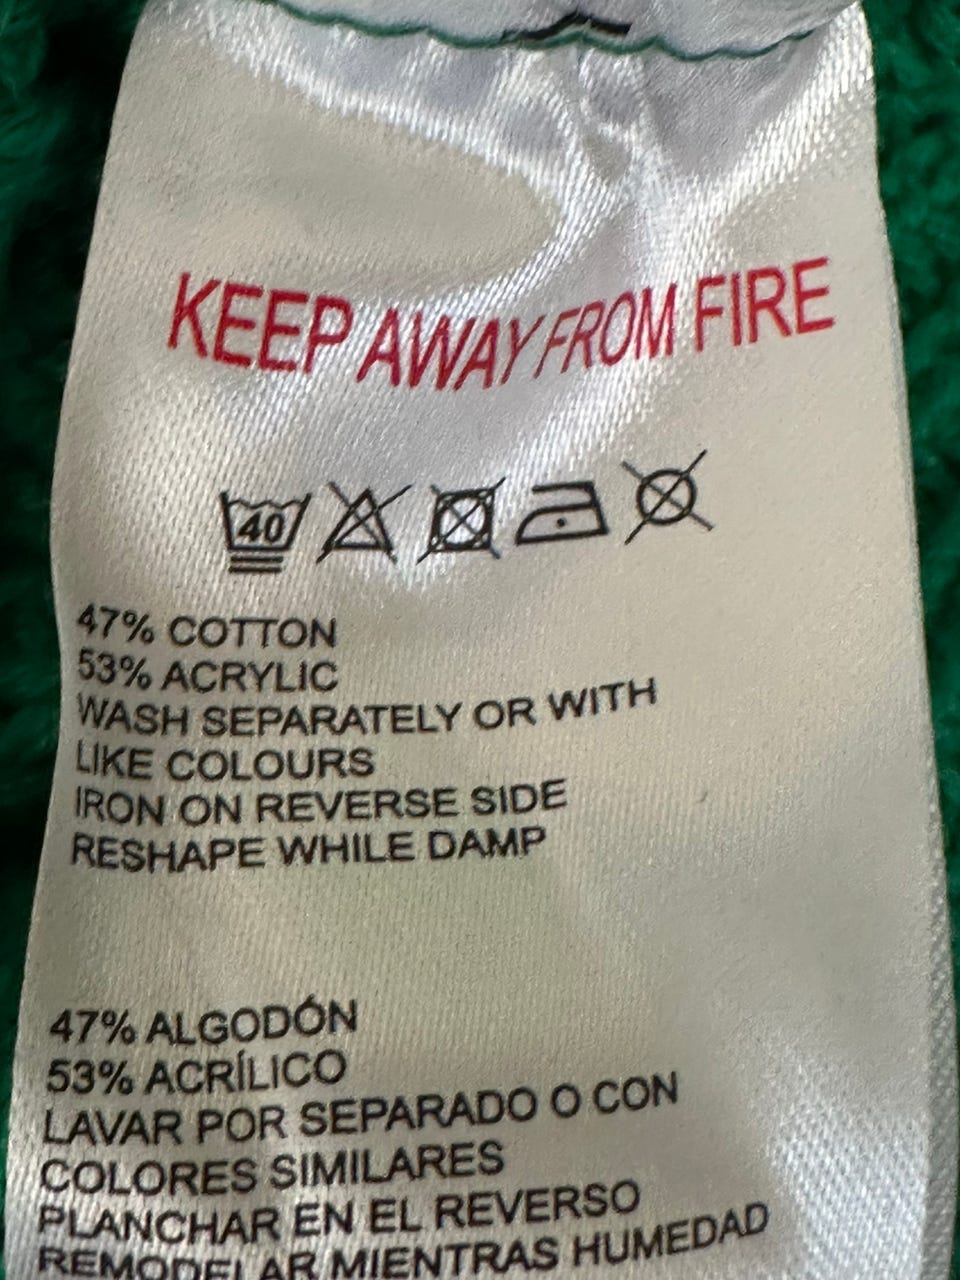 KEEP AWAY FROM FIRE
40
47% COTTON
53% ACRYLIC
WASH SEPARATELY OR WITH
LIKE COLOURS
IRON ON REVERSE SIDE
RESHAPE WHILE DAMP
47% ALGODÓN
53% ACRÍLICO
LAVAR POR SEPARADO O CON
COLORES SIMILARES
PLANCHAR EN EL REVERSO
REMODELAR MIENTRAS HUMEDAD